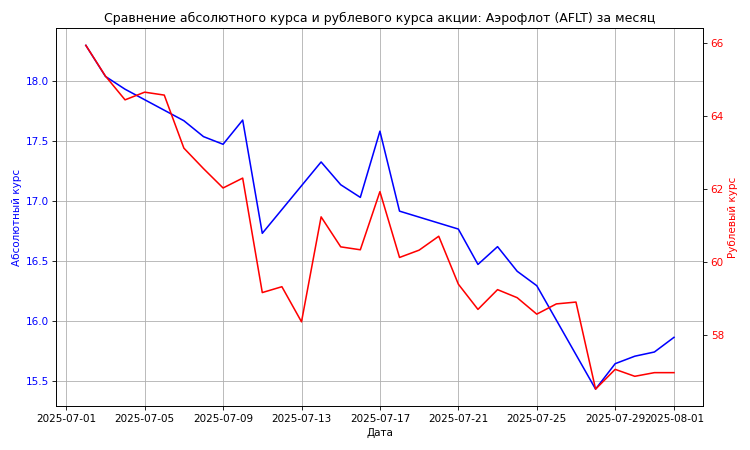 Сравнение абсолютного курса и рублевого курса акции: Аэрофлот (AFLT) за месяц
Абсолютный курс
18.0
17.5
17.0
16.5
16.0
15.5
66
64
62
60
58
Рублевый курс
2025-07-01 2025-07-05 2025-07-09 2025-07-13 2025-07-17 2025-07-21 2025-07-25 2025-07-29 2025-08-01
Дата